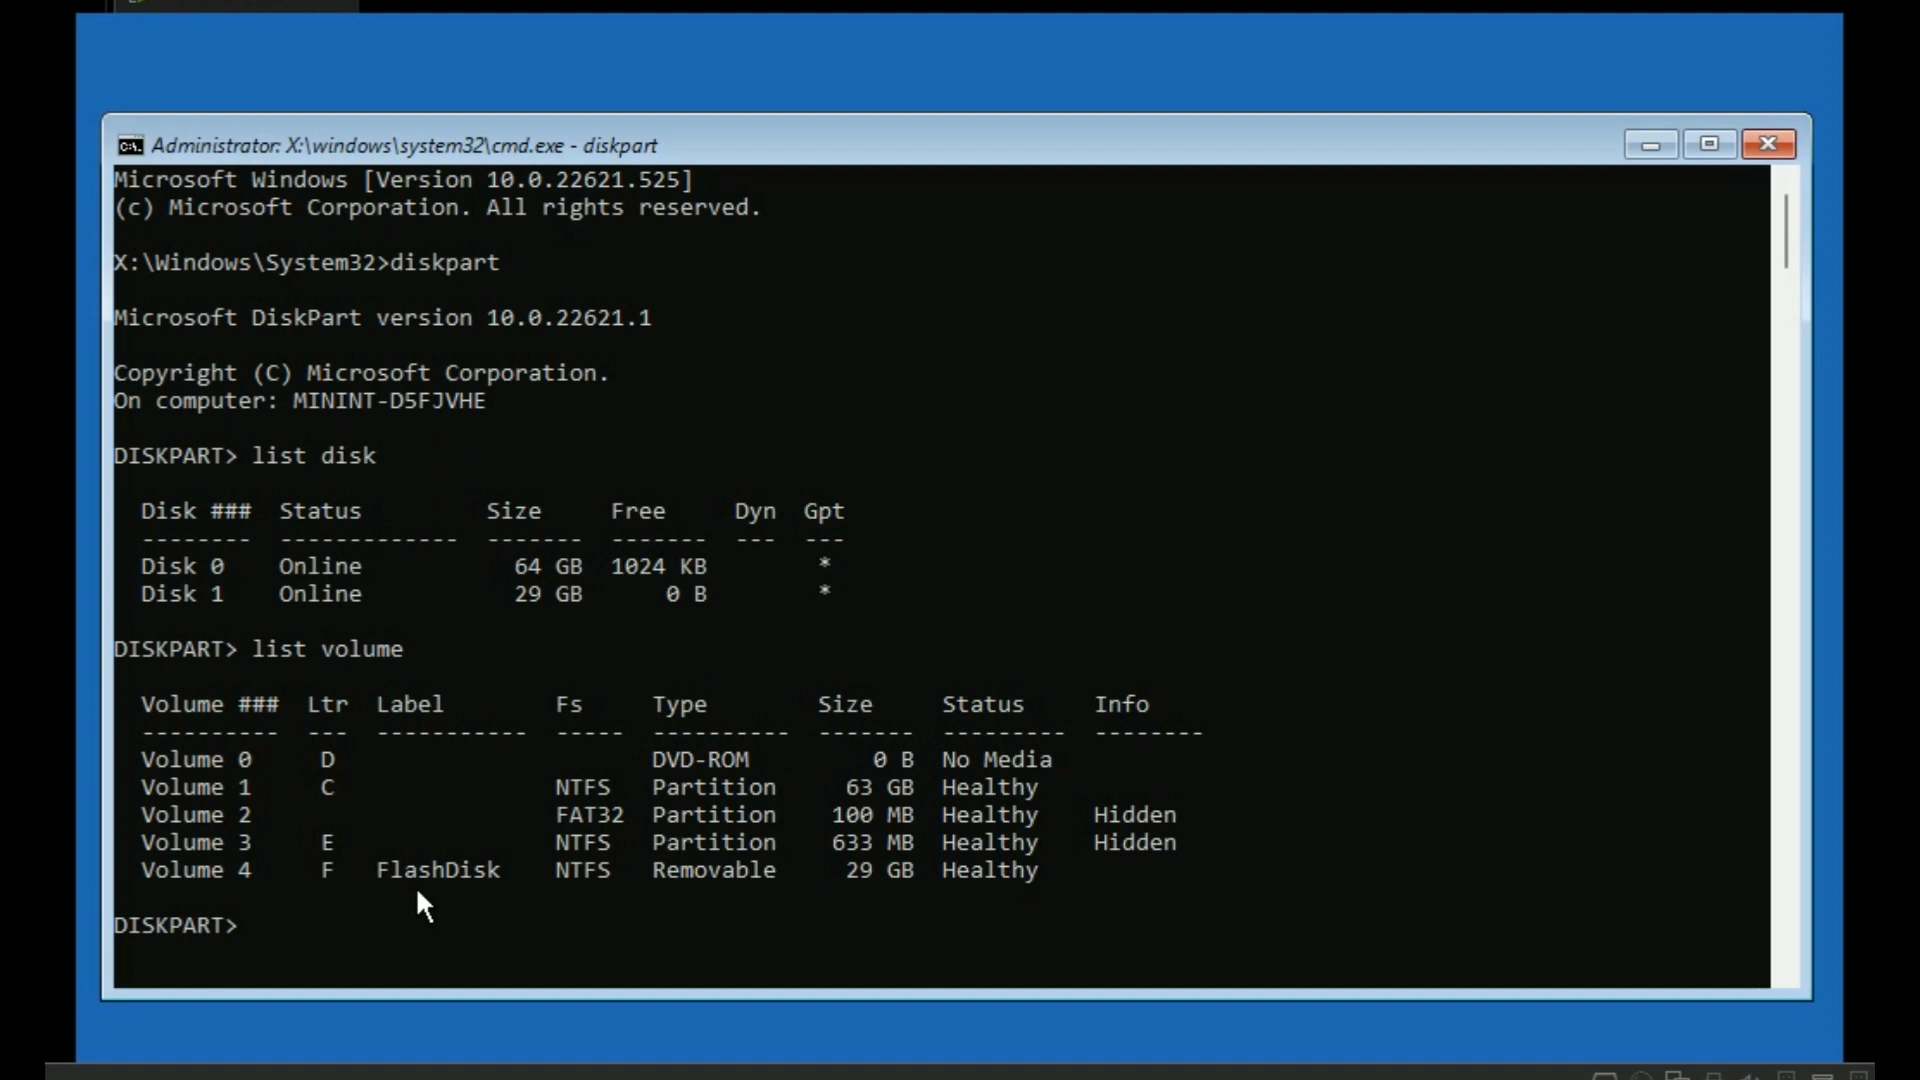 Administrator: X:\windows\system32\cmd.exe - diskpart
Microsoft Windows [Version 10.0.22621.525]
(c) Microsoft Corporation. All rights reserved.
X:\Windows\System32>diskpart
Microsoft DiskPart version 10.0.22621.1
Copyright (C) Microsoft Corporation.
On computer: MININT-D5FJVHE
DISKPART> list disk
  Disk ###  Status         Size     Free     Dyn  Gpt
  --------  -------------  -------  -------  ---  ---
  Disk 0    Online           64 GB  1024 KB        *
  Disk 1    Online           29 GB      0 B        *
DISKPART> list volume
  Volume ###  Ltr  Label        Fs     Type        Size     Status     Info
  ----------  ---  -----------  -----  ----------  -------  ---------  --------
  Volume 0     D                       DVD-ROM         0 B  No Media
  Volume 1     C                NTFS   Partition     63 GB  Healthy
  Volume 2                      FAT32  Partition    100 MB  Healthy    Hidden
  Volume 3     E                NTFS   Partition    633 MB  Healthy    Hidden
  Volume 4     F   FlashDisk    NTFS   Removable     29 GB  Healthy
DISKPART>